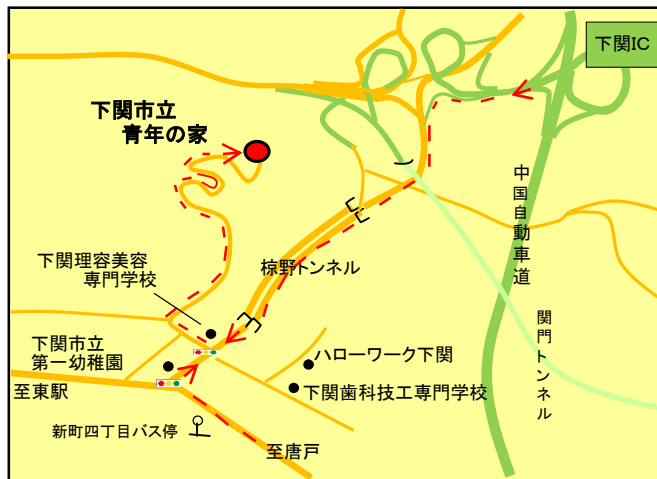 下関IC
下関市立
青年の家
中国自動車道
下関理容美容
専門学校
椋野トンネル
関門トンネル
下関市立
第一幼稚園
ハローワーク下関
至東駅
下関歯科技工専門学校
新町四丁目バス停
至唐戸